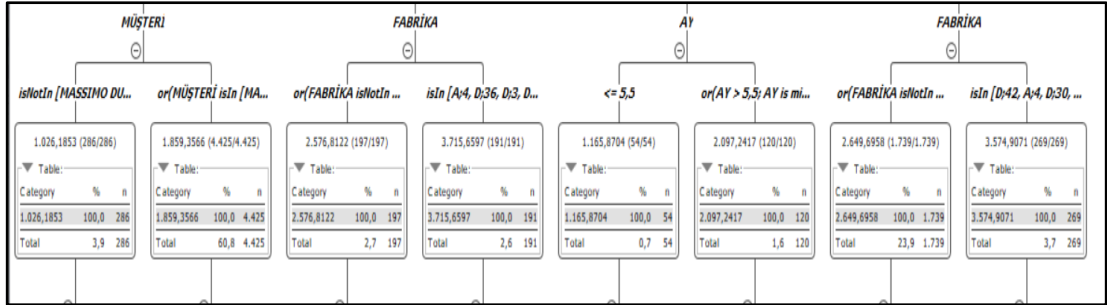 MÜŞTERİ FABRİKA AY FABRİKA
isNotIn [MASSIMO DU... or(MÜŞTERİ isIn [MA... or(FABRİKA isNotIn ... isIn [A;4, D;36, D;3, D... <= 5,5 or(AY > 5,5; AY is mi... or(FABRİKA isNotIn ... isIn [D;42, A;4, D;30, ...
1.026,1853 (286/286) 1.859,3566 (4.425/4.425) 2.576,8122 (197/197) 3.715,6597 (191/191) 1.165,8704 (54/54) 2.097,2417 (120/120) 2.649,6958 (1.739/1.739) 3.574,9071 (269/269)
Table: Table: Table: Table: Table: Table: Table: Table:
Category % n Category % n Category % n Category % n Category % n Category % n Category % n Category % n
1.026,1853 100,0 286 1.859,3566 100,0 4.425 2.576,8122 100,0 197 3.715,6597 100,0 191 1.165,8704 100,0 54 2.097,2417 100,0 120 2.649,6958 100,0 1.739 3.574,9071 100,0 269
Total 3,9 286 Total 60,8 4.425 Total 2,7 197 Total 2,6 191 Total 0,7 54 Total 1,6 120 Total 23,9 1.739 Total 3,7 269